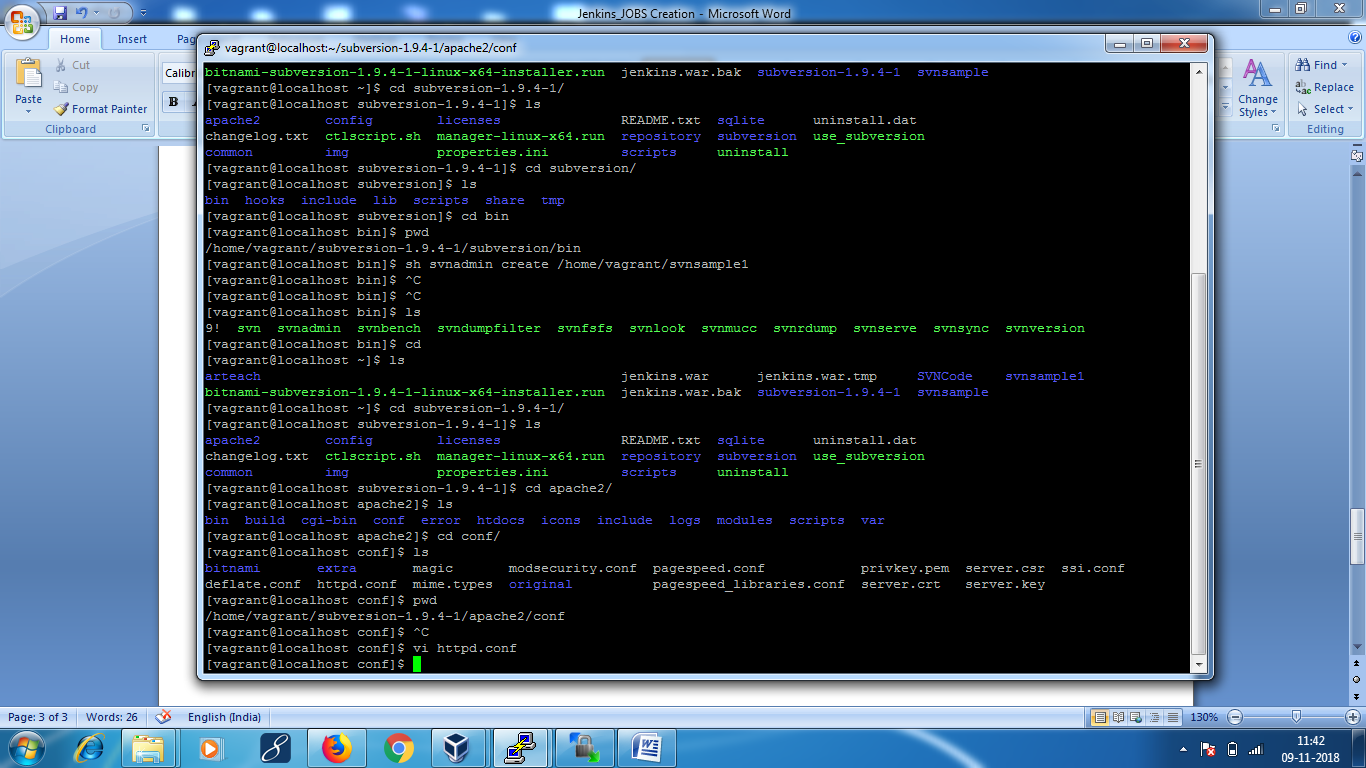 Jenkins_JOBS Creation - Microsoft Word
Home Insert Pag
Cut
Copy
Format Painter
Paste
Clipboard
Calibr
B
Change Styles
Find
Replace
Select
Editing
vagrant@localhost:~/subversion-1.9.4-1/apache2/conf
bitnami-subversion-1.9.4-1-linux-x64-installer.run jenkins.war.bak subversion-1.9.4-1 svnsample
[vagrant@localhost ~]$ cd subversion-1.9.4-1/
[vagrant@localhost subversion-1.9.4-1]$ ls
apache2 config licenses README.txt sqlite uninstall.dat
changelog.txt ctlscript.sh manager-linux-x64.run repository subversion use_subversion
common img properties.ini scripts uninstall
[vagrant@localhost subversion-1.9.4-1]$ cd subversion/
[vagrant@localhost subversion]$ ls
bin hooks include lib scripts share tmp
[vagrant@localhost subversion]$ cd bin
[vagrant@localhost bin]$ pwd
/home/vagrant/subversion-1.9.4-1/subversion/bin
[vagrant@localhost bin]$ sh svnadmin create /home/vagrant/svnsample1
[vagrant@localhost bin]$ ^C
[vagrant@localhost bin]$ ^C
[vagrant@localhost bin]$ ls
9! svn svnadmin svnbench svndumpfilter svnfsfs svnlook svnmucc svnrdump svnserve svnsync svnversion
[vagrant@localhost bin]$ cd
[vagrant@localhost ~]$ ls
arteach jenkins.war jenkins.war.tmp SVNCode svnsample1
bitnami-subversion-1.9.4-1-linux-x64-installer.run jenkins.war.bak subversion-1.9.4-1 svnsample
[vagrant@localhost ~]$ cd subversion-1.9.4-1/
[vagrant@localhost subversion-1.9.4-1]$ ls
apache2 config licenses README.txt sqlite uninstall.dat
changelog.txt ctlscript.sh manager-linux-x64.run repository subversion use_subversion
common img properties.ini scripts uninstall
[vagrant@localhost subversion-1.9.4-1]$ cd apache2/
[vagrant@localhost apache2]$ ls
bin build cgi-bin conf error htdocs icons include logs modules scripts var
[vagrant@localhost apache2]$ cd conf/
[vagrant@localhost conf]$ ls
bitnami extra magic modsecurity.conf pagespeed.conf privkey.pem server.csr ssi.conf
deflate.conf httpd.conf mime.types original pagespeed_libraries.conf server.crt server.key
[vagrant@localhost conf]$ pwd
/home/vagrant/subversion-1.9.4-1/apache2/conf
[vagrant@localhost conf]$ ^C
[vagrant@localhost conf]$ vi httpd.conf
[vagrant@localhost conf]$
Page: 3 of 3 Words: 26 English (India) 130%
11:42
09-11-2018